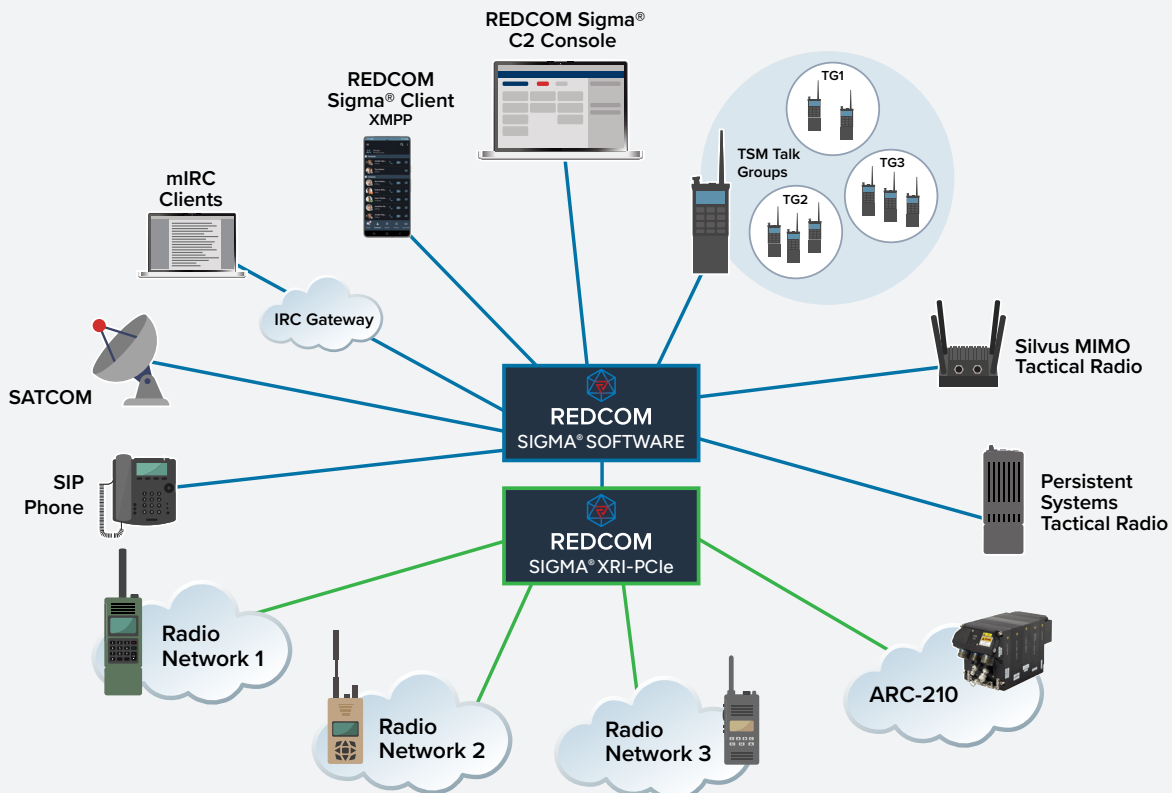 REDCOM Sigma®
C2 Console
REDCOM
Sigma® Client
XMPP
mIRC
Clients
IRC Gateway
TSM Talk
Groups
TG1
TG3
TG2
SATCOM
Silvus MIMO
Tactical Radio
REDCOM
SIGMA® SOFTWARE
SIP
Phone
Persistent
Systems
Tactical Radio
REDCOM
SIGMA® XRI-PCIe
Radio
Network 1
Radio
Network 2
Radio
Network 3
ARC-210